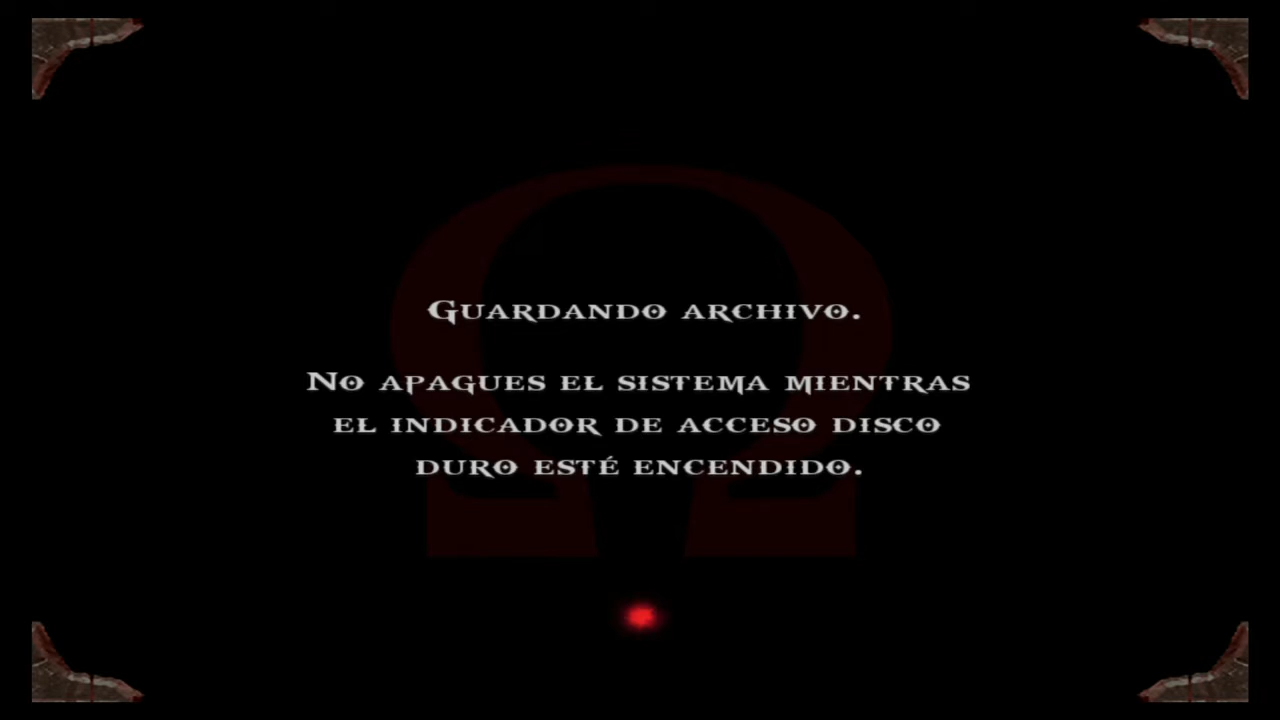 Guardando archivo.
No apagues el sistema mientras
el indicador de acceso disco
duro esté encendido.